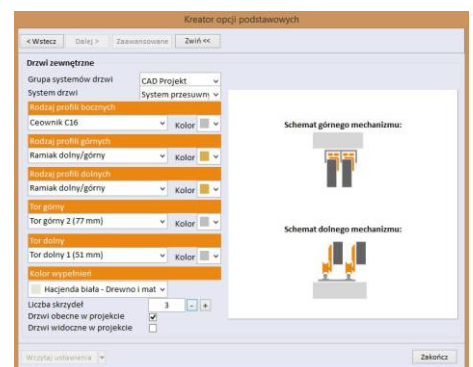 Kreator opcji podstawowych
< Wstecz Dalej > Zaawansowane Zwiń <<
Drzwi zewnętrzne
Grupa systemów drzwi CAD Projekt
System drzwi System przesuwny
Rodzaj profili bocznych
Ceownik C16 Kolor
Rodzaj profili górnych
Ramiak dolny/górny Kolor
Rodzaj profili dolnych
Ramiak dolny/górny Kolor
Tor górny
Tor górny 2 (77 mm) Kolor
Tor dolny
Tor dolny 1 (51 mm) Kolor
Kolor wypełnień
Hacjenda biała - Drewno i mat
Liczba skrzydeł 3 - +
Drzwi obecne w projekcie
Drzwi widoczne w projekcie
Schemat górnego mechanizmu:
Schemat dolnego mechanizmu:
Wczytaj ustawienia Zakończ